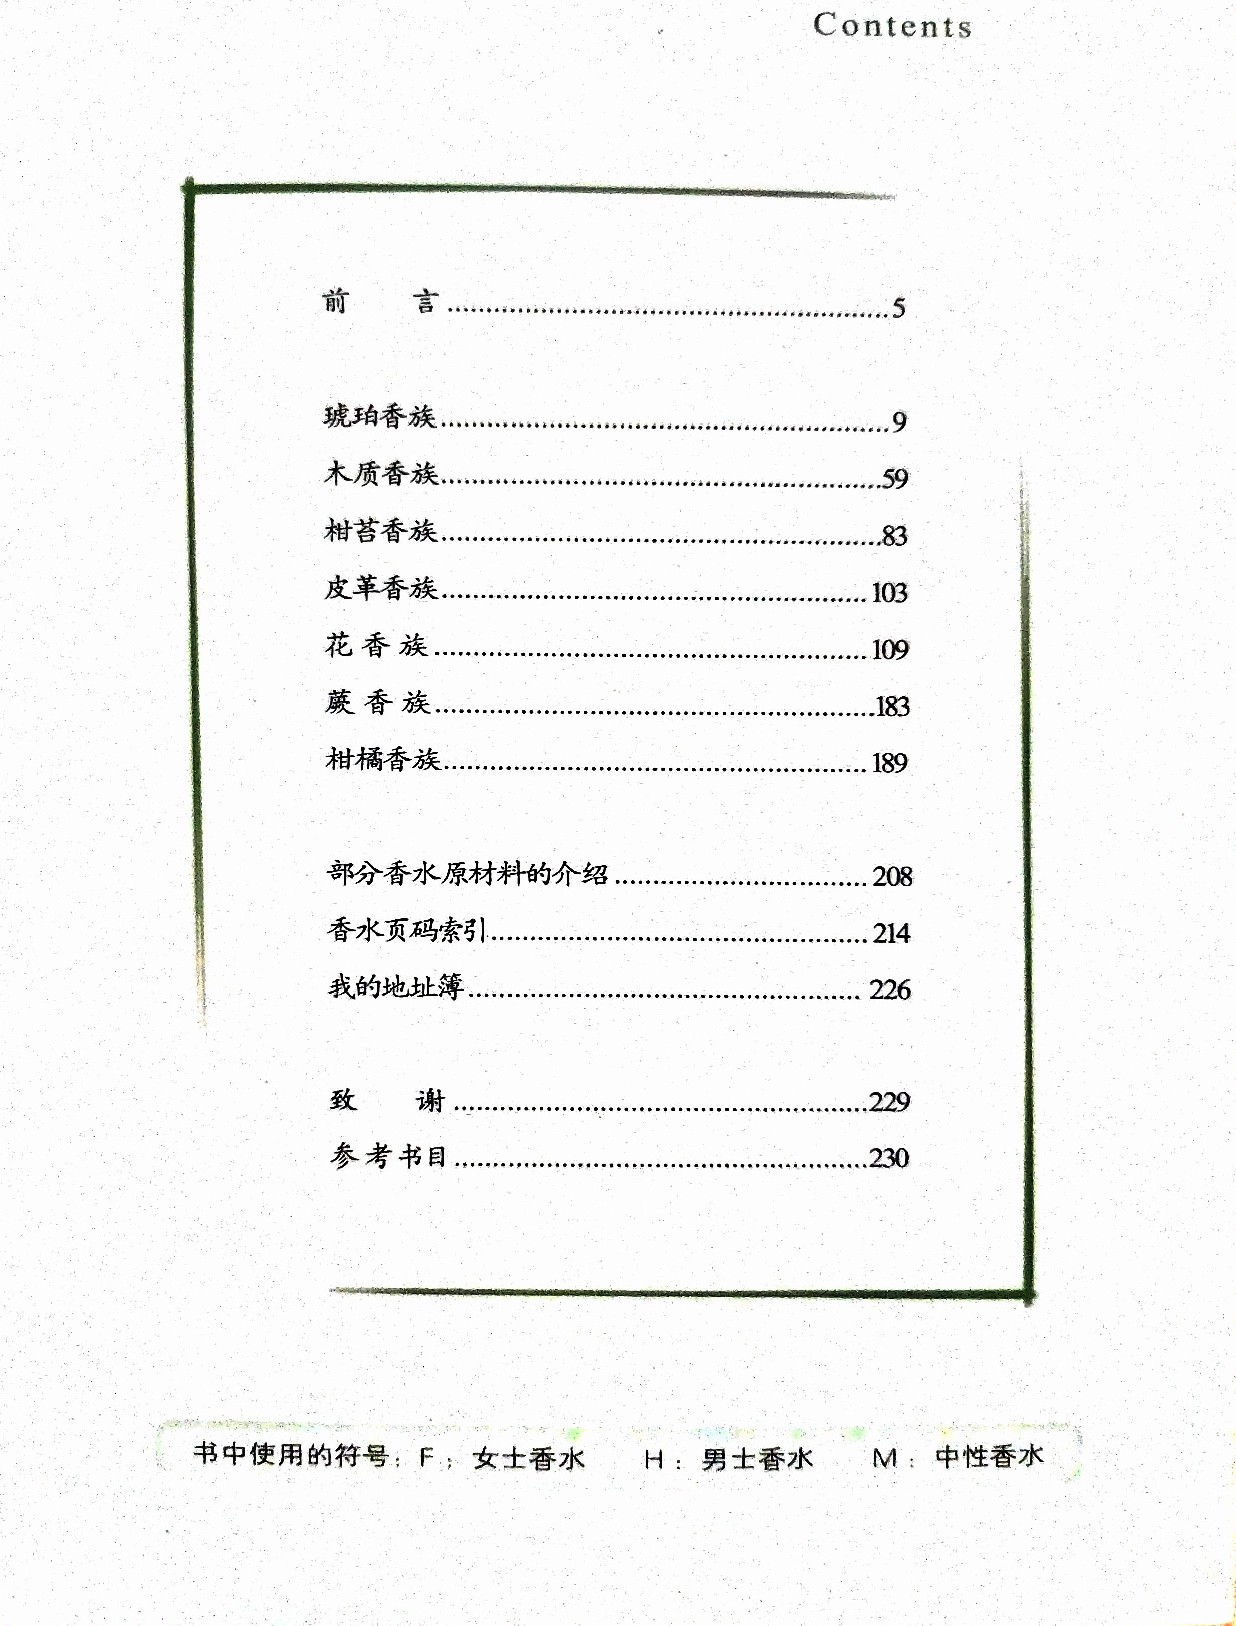 Contents
前 言 ........ 5
琥珀香族 ........ 9
木质香族 ........ 59
柑苔香族 ........ 83
皮革香族 ........ 103
花香族 ........ 109
蕨香族 ........ 183
柑橘香族 ........ 189
部分香水原材料的介绍 ........ 208
香水页码索引 ........ 214
我的地址簿 ........ 226
致 谢 ........ 229
参考书目 ........ 230
书中使用的符号：F：女士香水 H：男士香水 M：中性香水